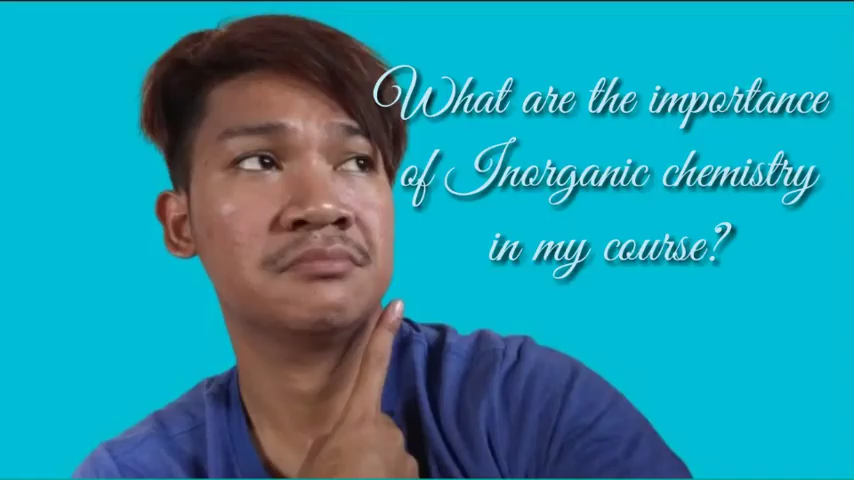 What are the importance
of Inorganic chemistry
in my course?